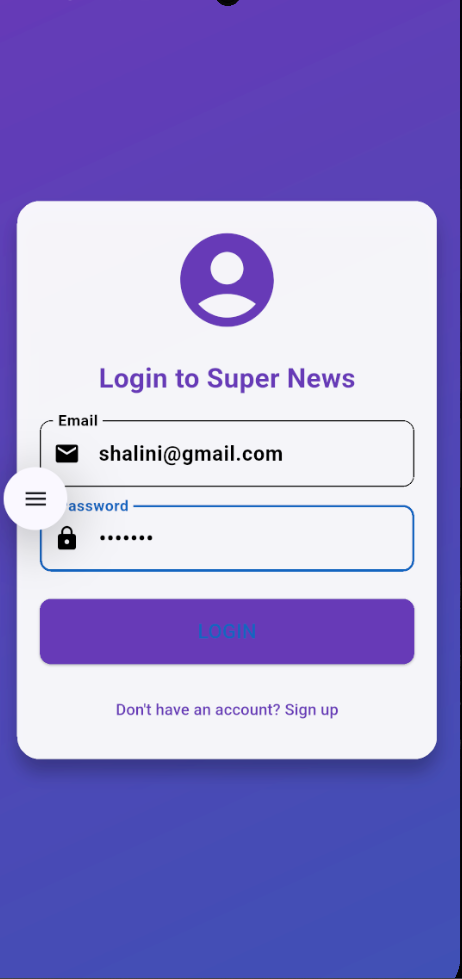 Login to Super News
Email
shalini@gmail.com
assword
•••••••
LOGIN
Don't have an account? Sign up